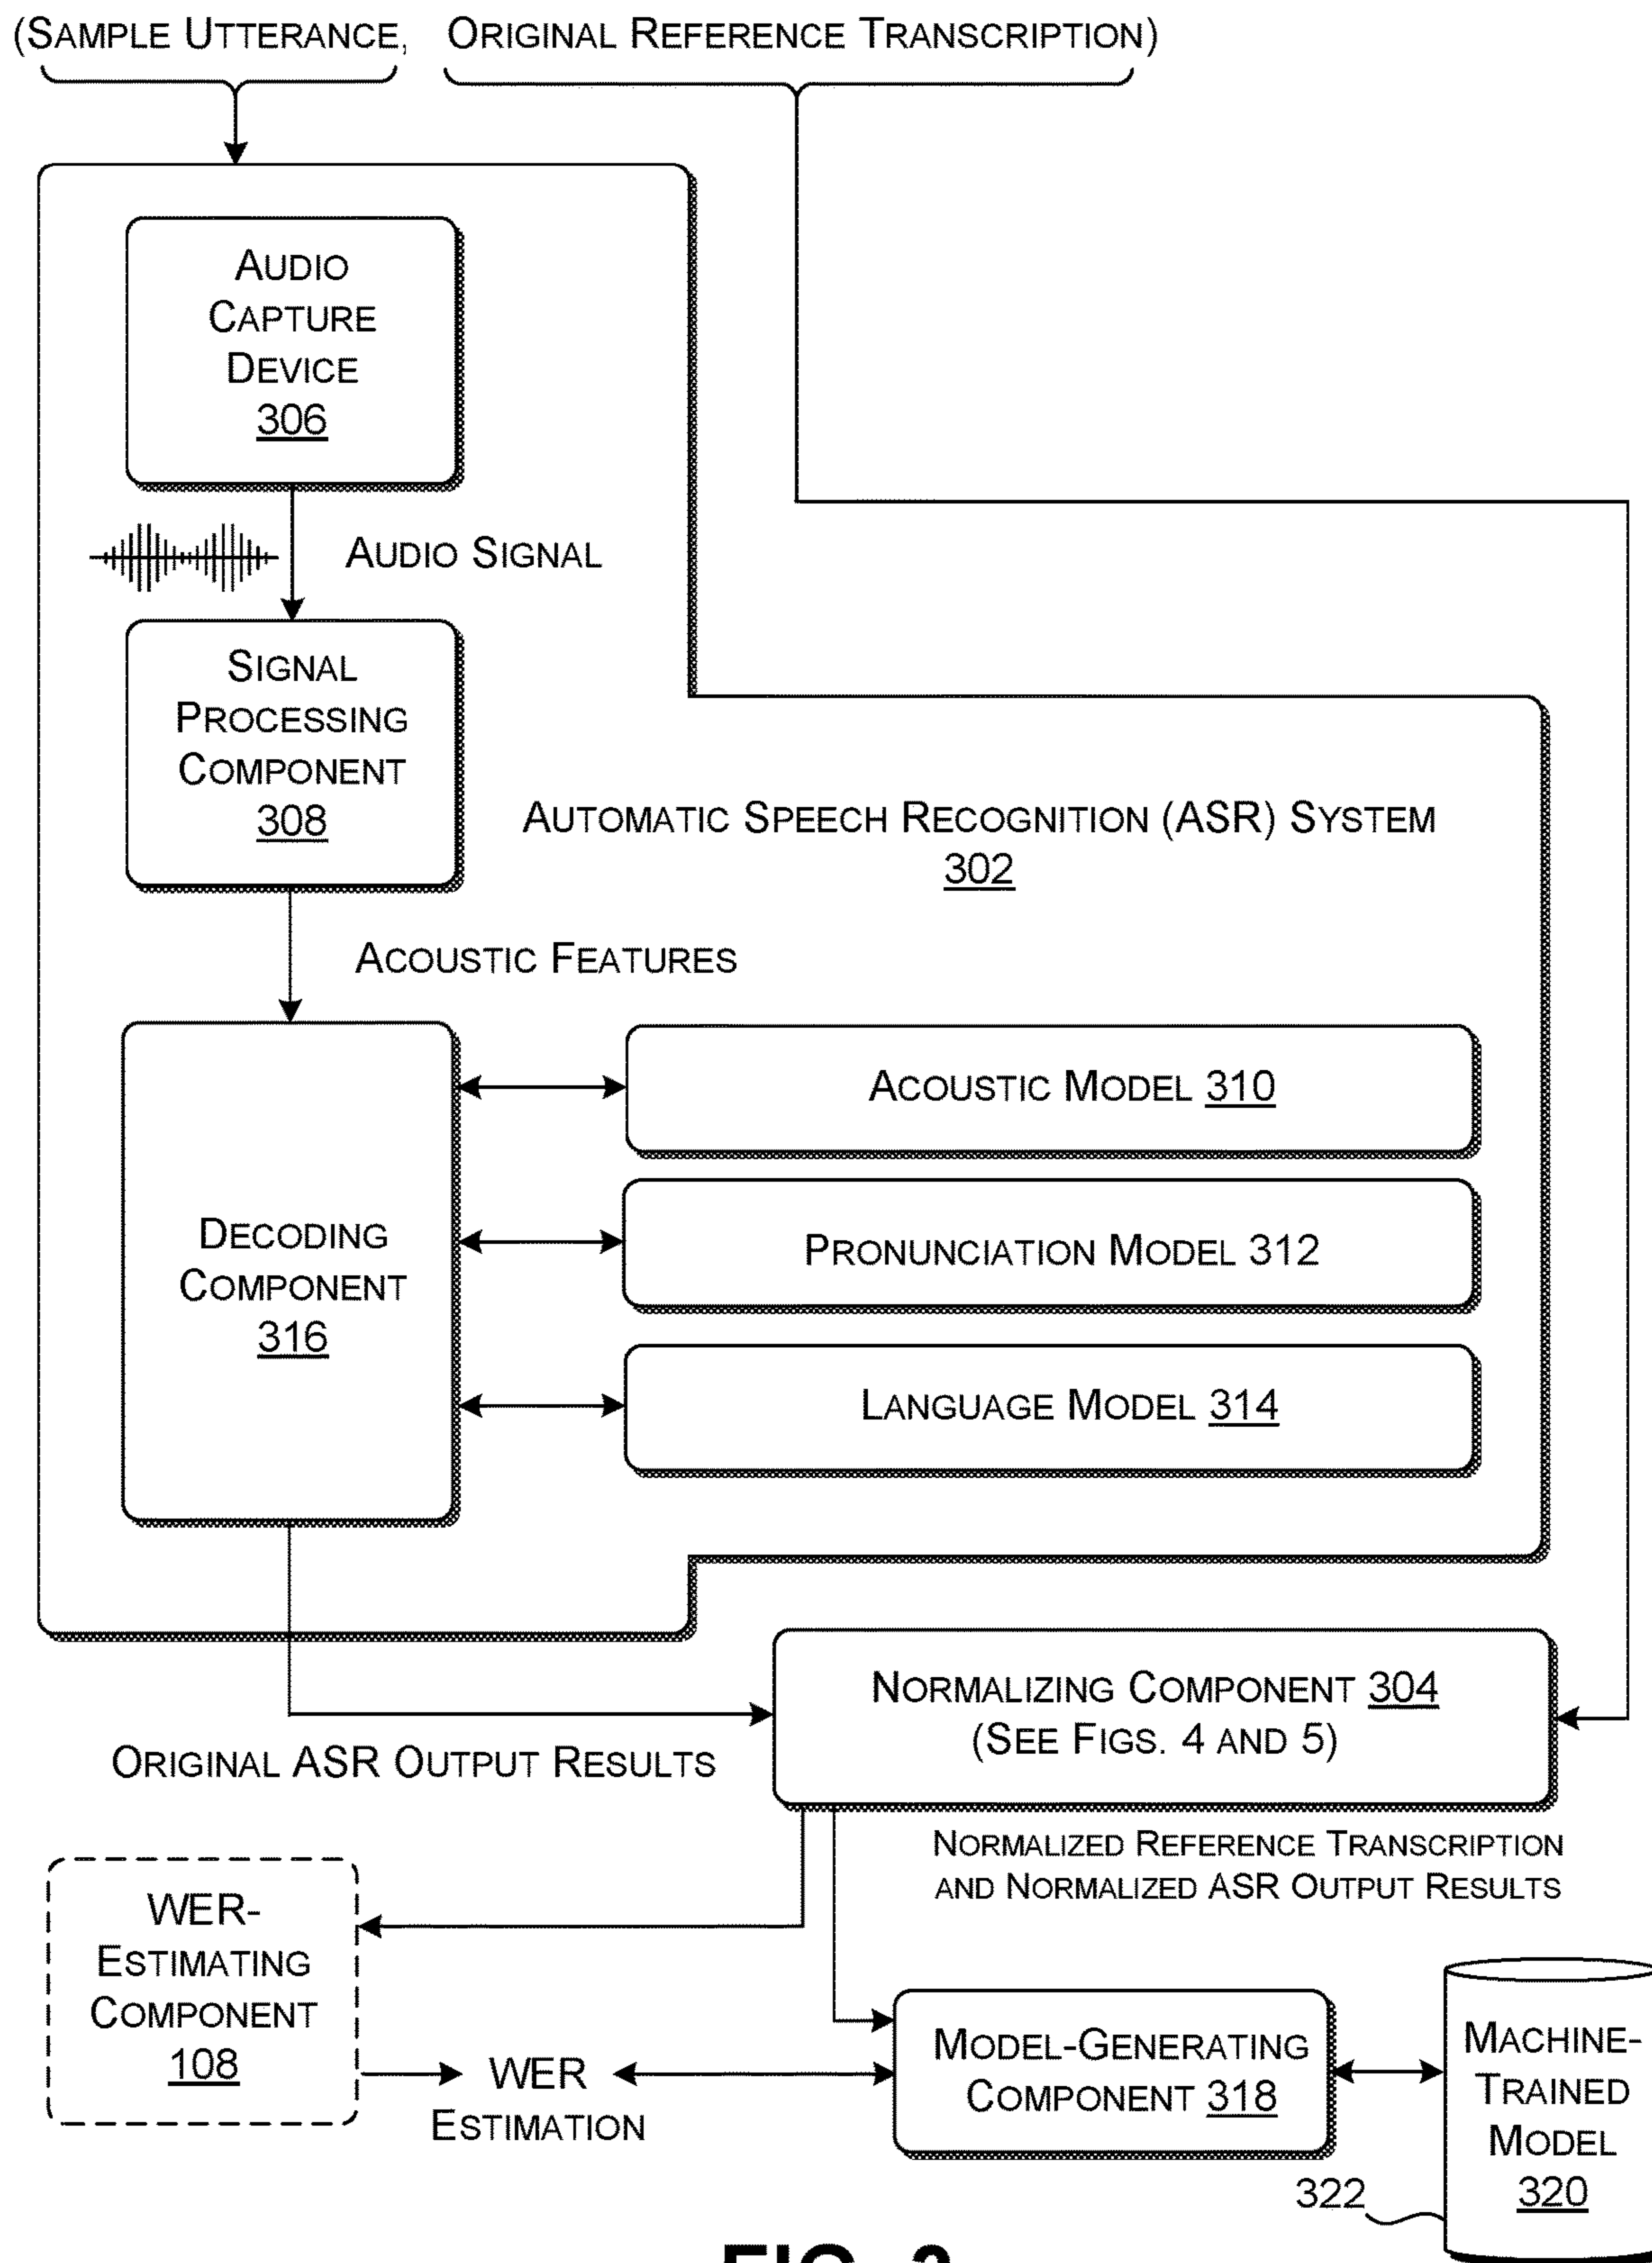 (SAMPLE UTTERANCE, ORIGINAL REFERENCE TRANSCRIPTION)
AUDIO
CAPTURE
DEVICE
306
AUDIO SIGNAL
SIGNAL
PROCESSING
COMPONENT
308
AUTOMATIC SPEECH RECOGNITION (ASR) SYSTEM
302
ACOUSTIC FEATURES
DECODING
COMPONENT
316
ACOUSTIC MODEL 310
PRONUNCIATION MODEL 312
LANGUAGE MODEL 314
NORMALIZING COMPONENT 304
(SEE FIGS. 4 AND 5)
ORIGINAL ASR OUTPUT RESULTS
NORMALIZED REFERENCE TRANSCRIPTION
AND NORMALIZED ASR OUTPUT RESULTS
WER-
ESTIMATING
COMPONENT
108
WER
ESTIMATION
MODEL-GENERATING
COMPONENT 318
MACHINE-
TRAINED
MODEL
320
322
FIG. 3